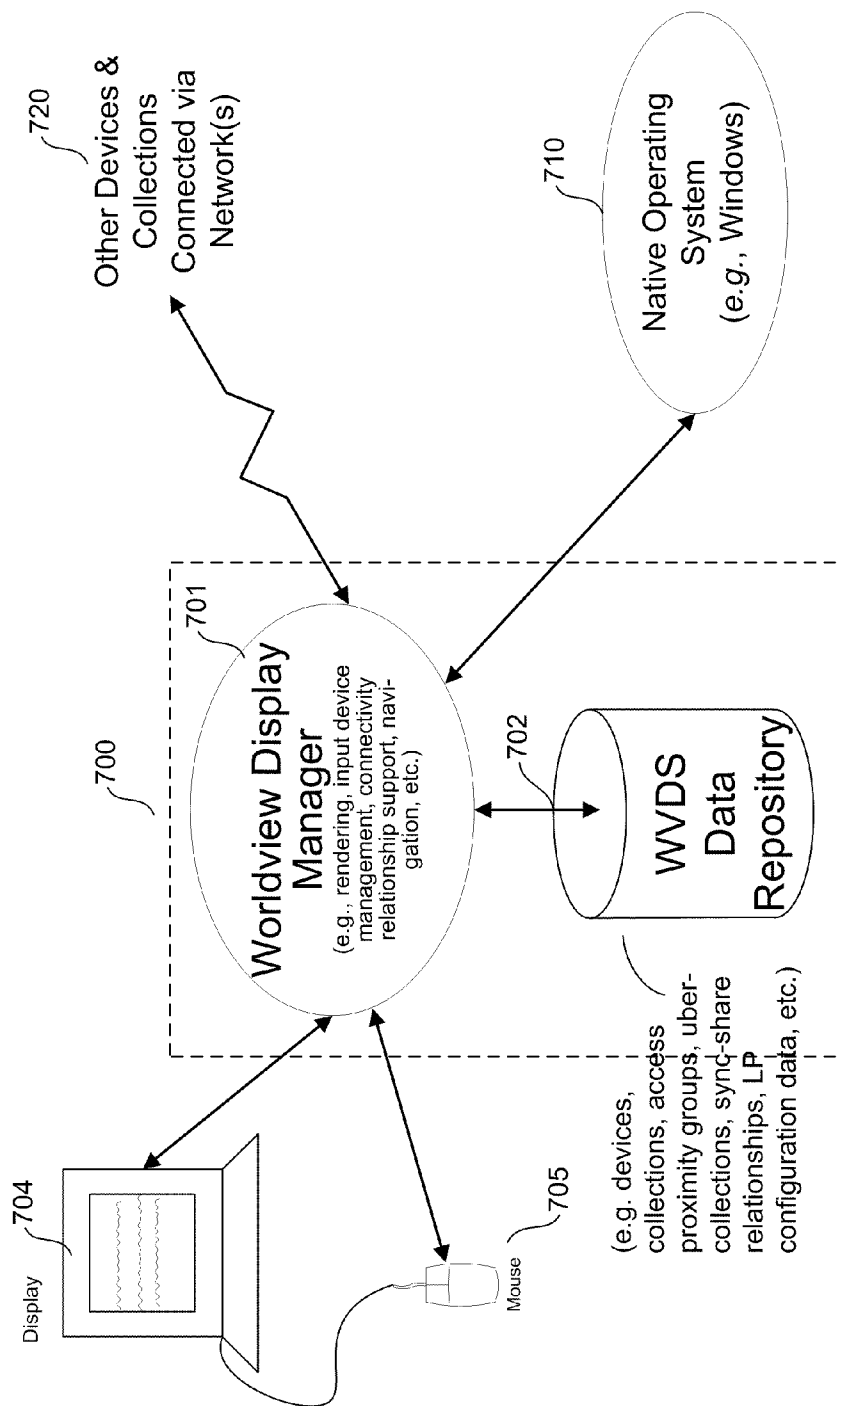 Display
704
Mouse
705
700
Worldview Display
Manager
(e.g., rendering, input device
management, connectivity
relationship support, navi-
gation, etc.)
701
702
WVDS
Data
Repository
(e.g. devices,
collections, access
proximity groups, uber-
collections, sync-share
relationships, LP
configuration data, etc.)
720
Other Devices &
Collections
Connected via
Network(s)
710
Native Operating
System
(e.g., Windows)